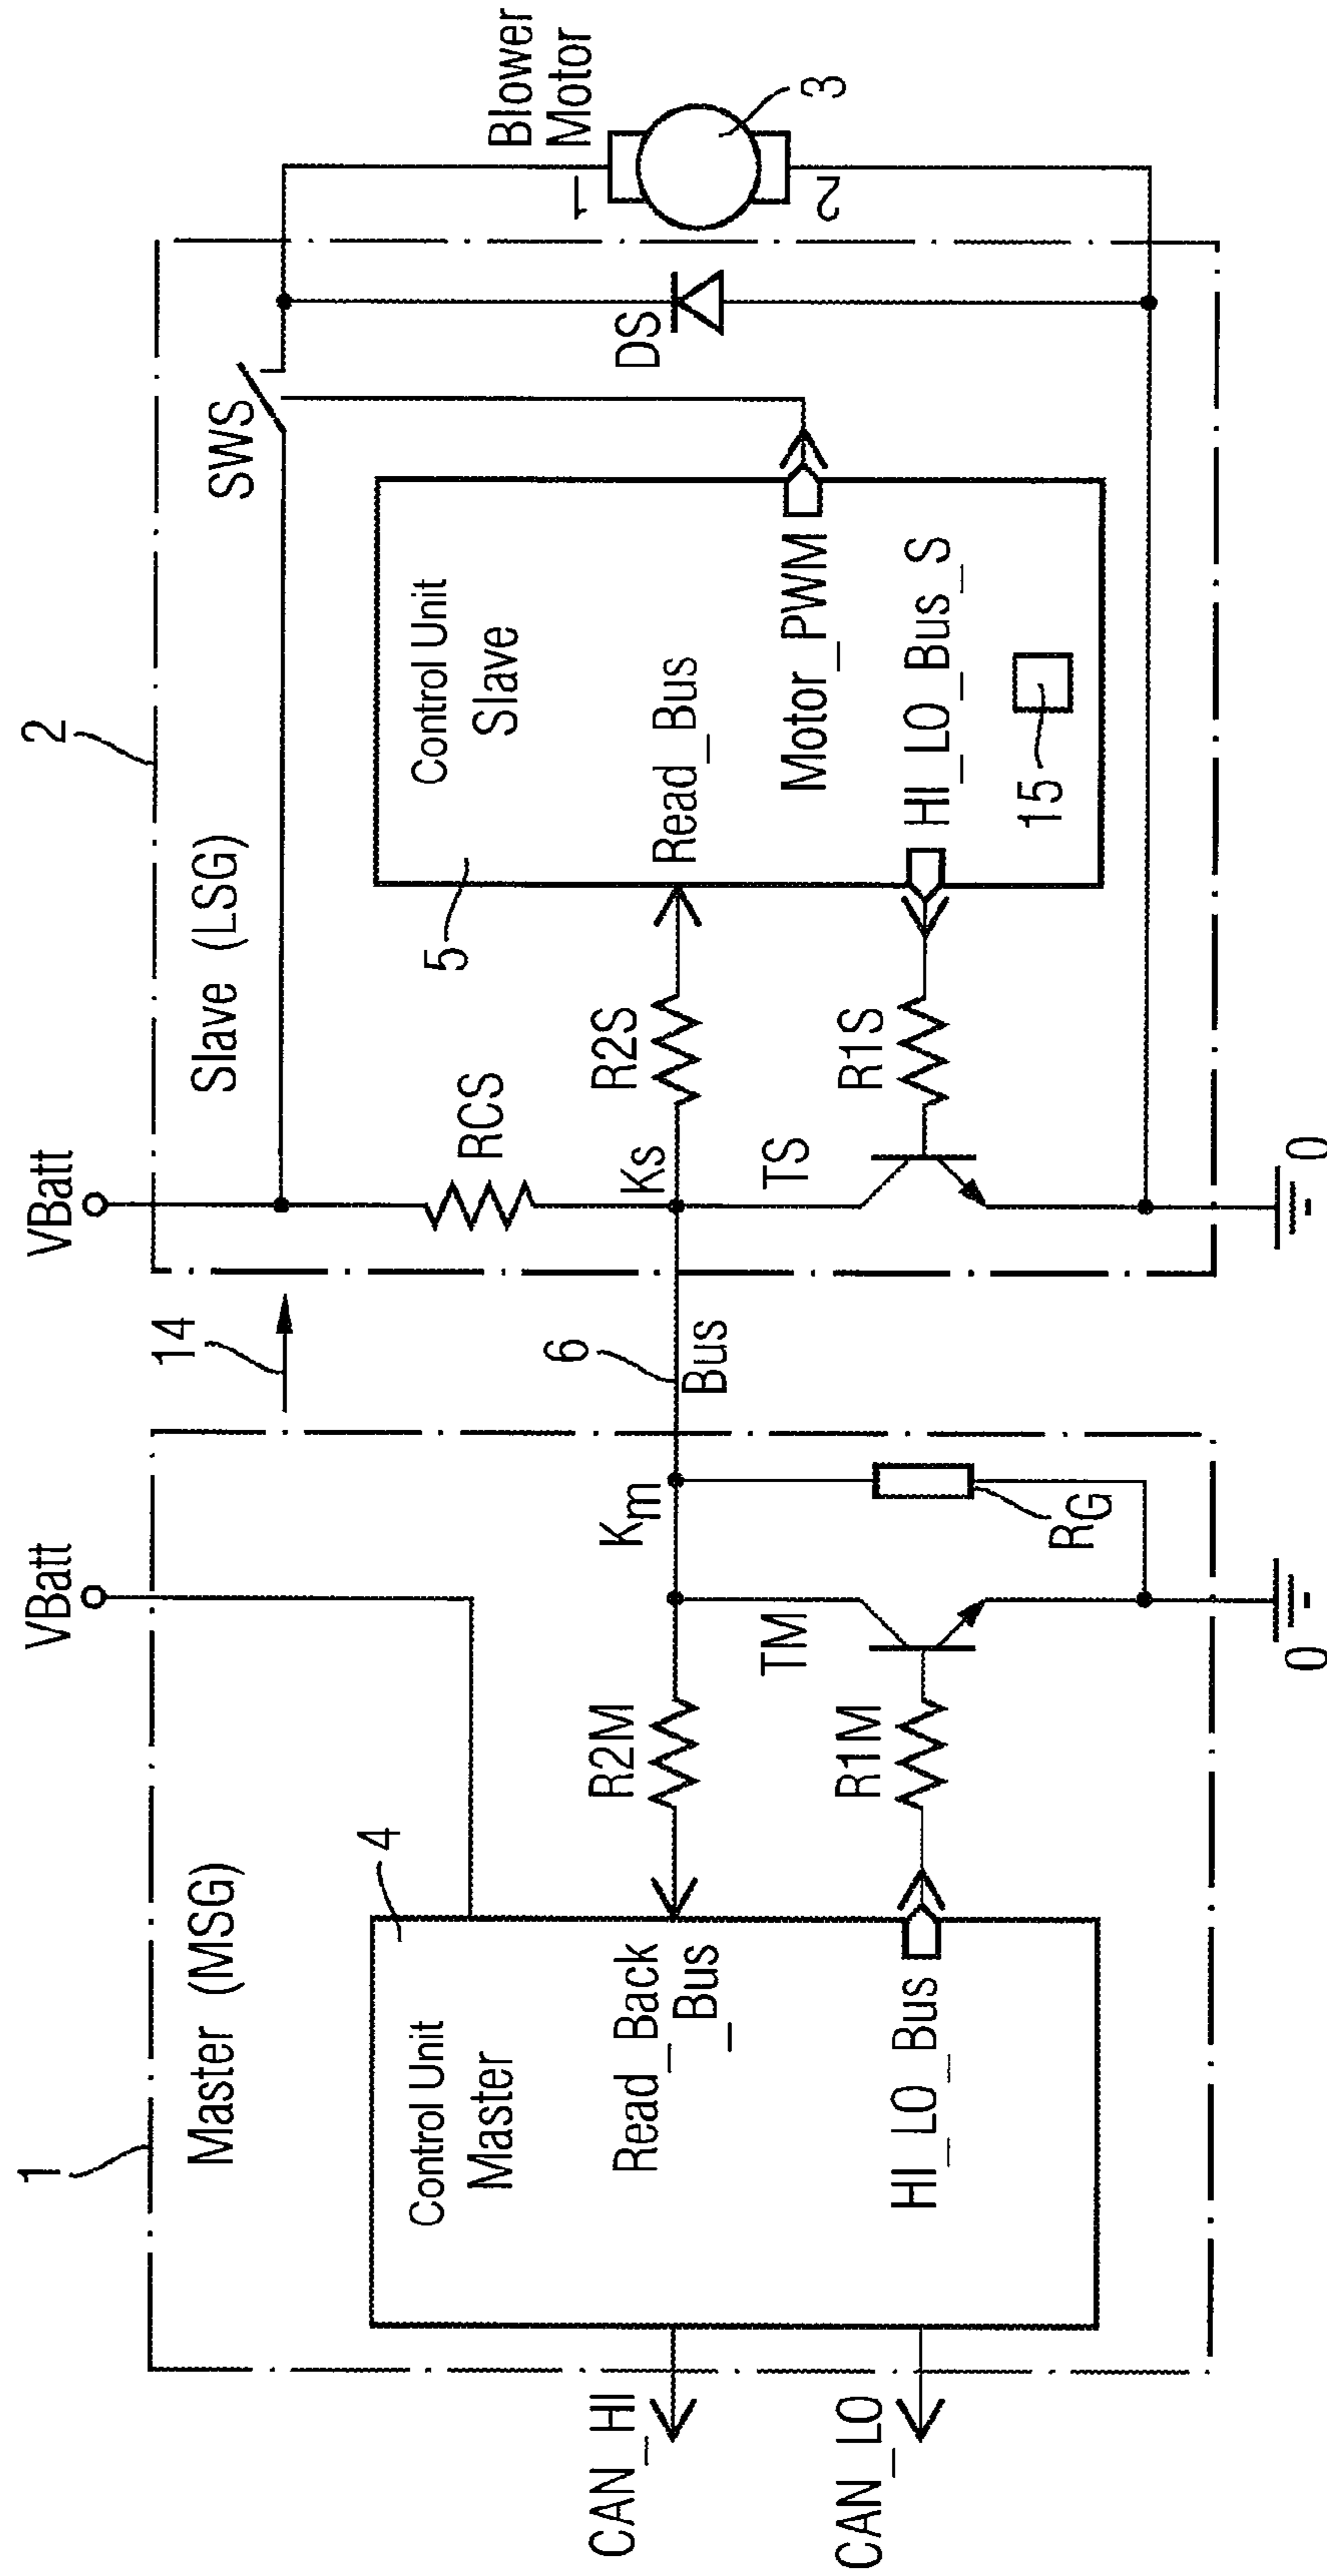 1
Master (MSG)
VBatt
4
Control Unit
Master
Read_Back
_Bus
HI_LO_Bus
R2M
R1M
TM
Km
RG
0
CAN_HI
CAN_LO
14
6
Bus
2
Slave (LSG)
VBatt
RCS
Ks
R2S
TS
R1S
0
5
Control Unit
Slave
Read_Bus
Motor_PWM
HI_LO_Bus_S
15
SWS
DS
Blower
Motor
1
2
3